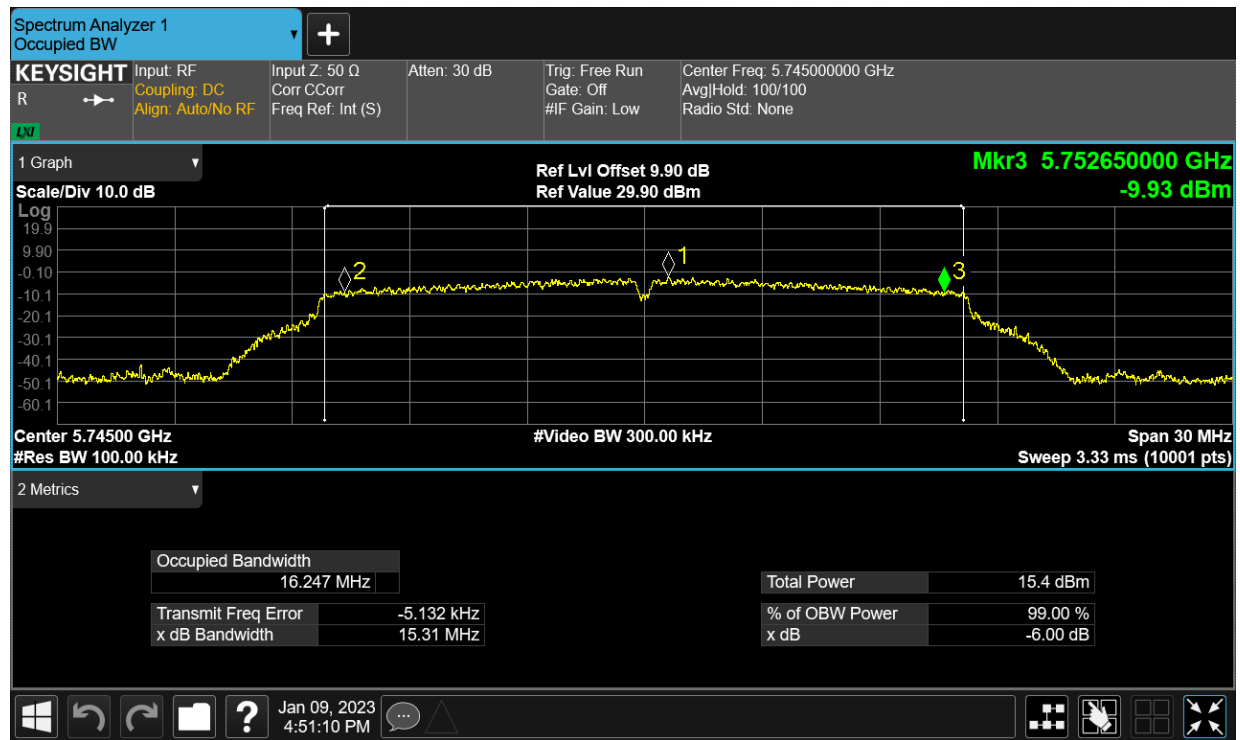 Spectrum Analyzer 1
Occupied BW
KEYSIGHT
R
LXI
Input: RF
Coupling: DC
Align: Auto/No RF
Input Z: 50 Ω
Corr CCorr
Freq Ref: Int (S)
Atten: 30 dB
Trig: Free Run
Gate: Off
#IF Gain: Low
Center Freq: 5.745000000 GHz
Avg|Hold: 100/100
Radio Std: None
1 Graph
Scale/Div 10.0 dB
Ref Lvl Offset 9.90 dB
Ref Value 29.90 dBm
Mkr3 5.752650000 GHz
-9.93 dBm
Log
19.9
9.90
-0.10
-10.1
-20.1
-30.1
-40.1
-50.1
-60.1
2
1
3
Center 5.74500 GHz
#Res BW 100.00 kHz
#Video BW 300.00 kHz
Span 30 MHz
Sweep 3.33 ms (10001 pts)
2 Metrics
Occupied Bandwidth
16.247 MHz
Transmit Freq Error -5.132 kHz
x dB Bandwidth 15.31 MHz
Total Power 15.4 dBm
% of OBW Power 99.00 %
x dB -6.00 dB
?
Jan 09, 2023
4:51:10 PM